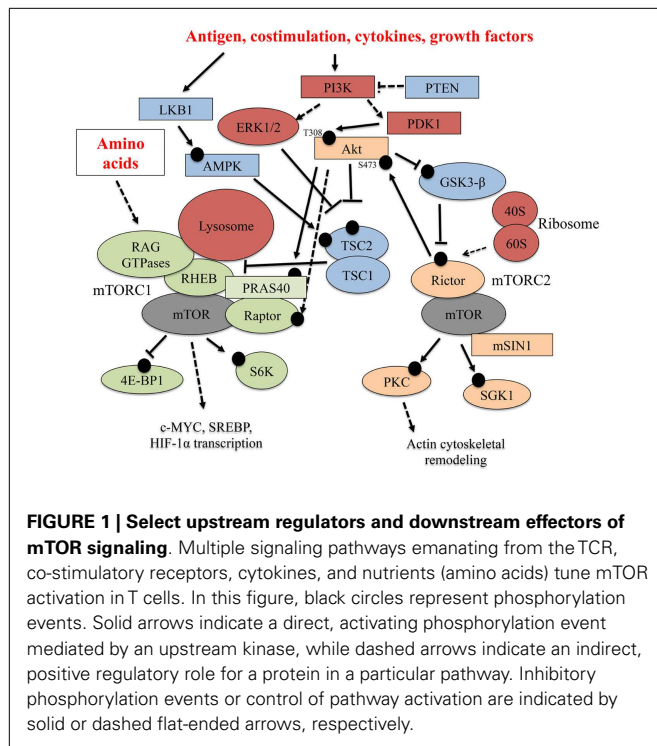 Antigen, costimulation, cytokines, growth factors
PI3K
PTEN
LKB1
ERK1/2
PDK1
T308
Akt
Amino
acids
AMPK
S473
GSK3-β
Lysosome
40S
Ribosome
60S
RAG
GTPases
TSC2
TSC1
RHEB
PRAS40
Rictor
mTORC2
mTORC1
mTOR
Raptor
mTOR
mSIN1
4E-BP1
S6K
PKC
SGK1
c-MYC, SREBP,
HIF-1α transcription
Actin cytoskeletal
remodeling
FIGURE 1 | Select upstream regulators and downstream effectors of
mTOR signaling. Multiple signaling pathways emanating from the TCR,
co-stimulatory receptors, cytokines, and nutrients (amino acids) tune mTOR
activation in T cells. In this figure, black circles represent phosphorylation
events. Solid arrows indicate a direct, activating phosphorylation event
mediated by an upstream kinase, while dashed arrows indicate an indirect,
positive regulatory role for a protein in a particular pathway. Inhibitory
phosphorylation events or control of pathway activation are indicated by
solid or dashed flat-ended arrows, respectively.